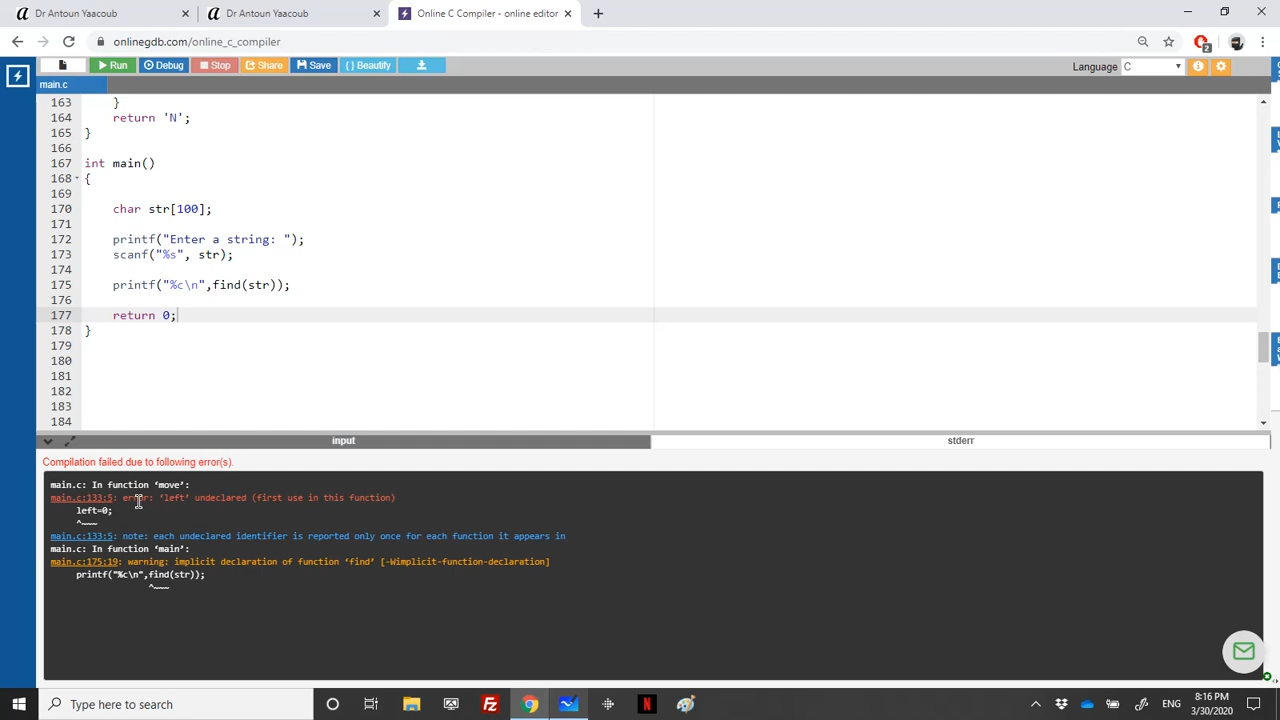 Dr Antoun Yaacoub
Dr Antoun Yaacoub
Online C Compiler - online editor
onlinegdb.com/online_c_compiler
2
Run
Debug
Stop
Share
Save
{ } Beautify
Language
C
main.c
163 }
164 return 'N';
165 }
166
167 int main()
168 {
169
170 char str[100];
171
172 printf("Enter a string: ");
173 scanf("%s", str);
174
175 printf("%c\n",find(str));
176
177 return 0;
178 }
179
180
181
182
183
184
input
stderr
Compilation failed due to following error(s).
main.c: In function ‘move’:
main.c:133:5: error: ‘left’ undeclared (first use in this function)
left=0;
^~~~
main.c:133:5: note: each undeclared identifier is reported only once for each function it appears in
main.c: In function ‘main’:
main.c:175:19: warning: implicit declaration of function ‘find’ [-Wimplicit-function-declaration]
printf("%c\n",find(str));
^~~~
Type here to search
ENG
8:16 PM
3/30/2020